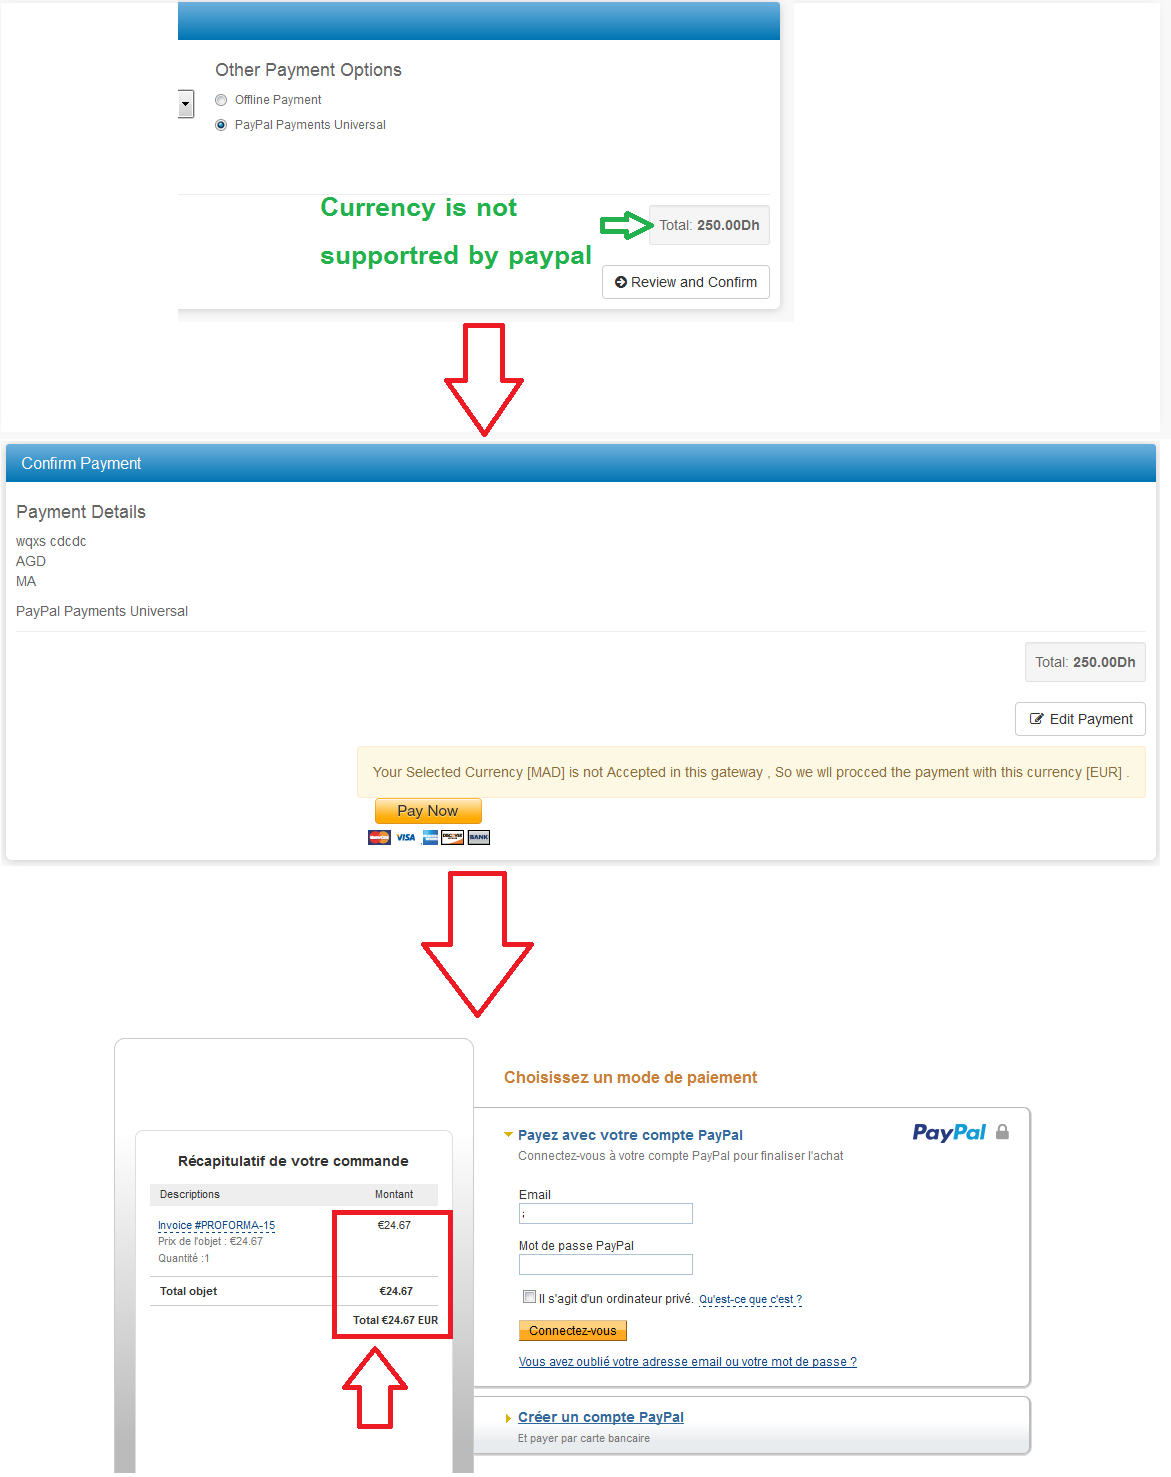 Other Payment Options
Offline Payment
PayPal Payments Universal
Currency is not
supportred by paypal
Total: 250.00Dh
Review and Confirm
Confirm Payment
Payment Details
wqxs cdcdc
AGD
MA
PayPal Payments Universal
Total: 250.00Dh
Edit Payment
Your Selected Currency [MAD] is not Accepted in this gateway , So we wll procced the payment with this currency [EUR] .
Pay Now
MasterCard VISA DISCOVER BANK
Choisissez un mode de paiement
Récapitulatif de votre commande
Descriptions Montant
Invoice #PROFORMA-15 €24.67
Prix de l'objet : €24.67
Quantité :1
Total objet €24.67
Total €24.67 EUR
Payez avec votre compte PayPal
PayPal
Connectez-vous à votre compte PayPal pour finaliser l'achat
Email
;
Mot de passe PayPal
Il s'agit d'un ordinateur privé. Qu'est-ce que c'est ?
Connectez-vous
Vous avez oublié votre adresse email ou votre mot de passe ?
Créer un compte PayPal
Et payer par carte bancaire